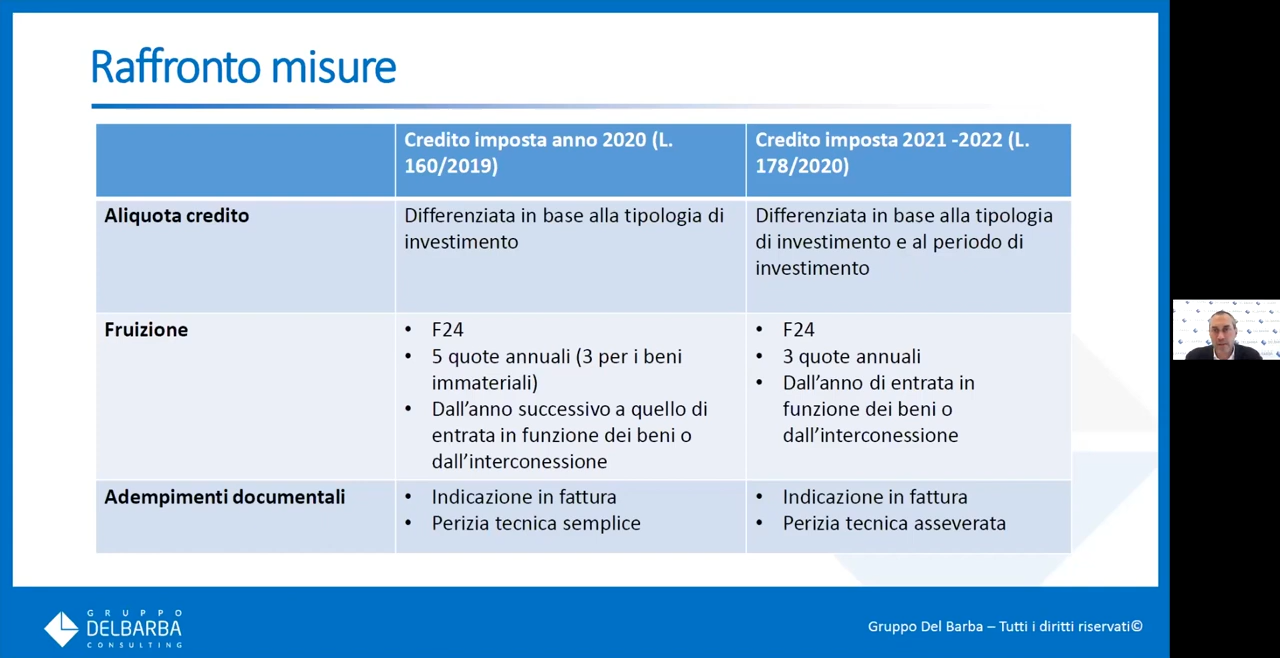 Raffronto misure
Credito imposta anno 2020 (L.
160/2019)
Credito imposta 2021 -2022 (L.
178/2020)
Aliquota credito
Differenziata in base alla tipologia di
investimento
Differenziata in base alla tipologia
di investimento e al periodo di
investimento
Fruizione
• F24
• 5 quote annuali (3 per i beni
immateriali)
• Dall’anno successivo a quello di
entrata in funzione dei beni o
dall’interconessione
• F24
• 3 quote annuali
• Dall’anno di entrata in
funzione dei beni o
dall’interconessione
Adempimenti documentali
• Indicazione in fattura
• Perizia tecnica semplice
• Indicazione in fattura
• Perizia tecnica asseverata
GRUPPO
DELBARBA
CONSULTING
Gruppo Del Barba – Tutti i diritti riservati©